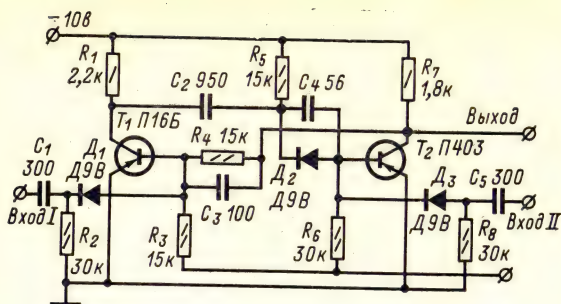 – 10В
R1
2,2к
R5
15к
R7
1,8к
C2 950
C4 56
Выход
T1 П16Б
R4 15к
T2 П403
C1
300
Д1
Д9В
Д2
Д9В
Д3
Д9В
C5 300
C3 100
Вход I
Вход II
R2
30к
R3
15к
R6
30к
R8
30к